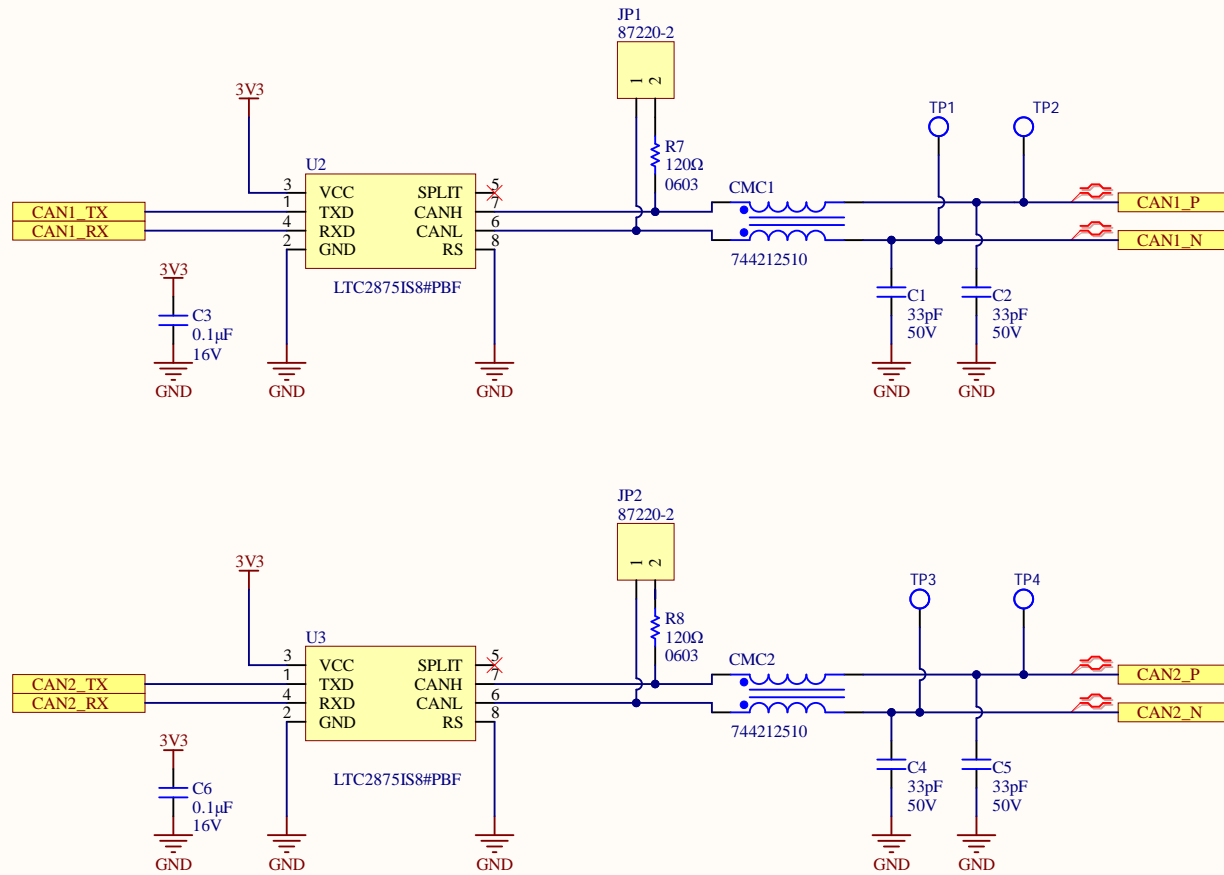 JP1
87220-2
1
2
3V3
TP1
TP2
R7
120Ω
0603
U2
CMC1
3 VCC SPLIT 5
1 TXD CANH 7
4 RXD CANL 6
2 GND RS 8
CAN1_TX
CAN1_RX
CAN1_P
CAN1_N
744212510
LTC2875IS8#PBF
3V3
C3
0.1µF
16V
C1
33pF
50V
C2
33pF
50V
GND
GND
GND
GND
GND
JP2
87220-2
1
2
3V3
TP3
TP4
R8
120Ω
0603
U3
CMC2
3 VCC SPLIT 5
1 TXD CANH 7
4 RXD CANL 6
2 GND RS 8
CAN2_TX
CAN2_RX
CAN2_P
CAN2_N
744212510
LTC2875IS8#PBF
3V3
C6
0.1µF
16V
C4
33pF
50V
C5
33pF
50V
GND
GND
GND
GND
GND